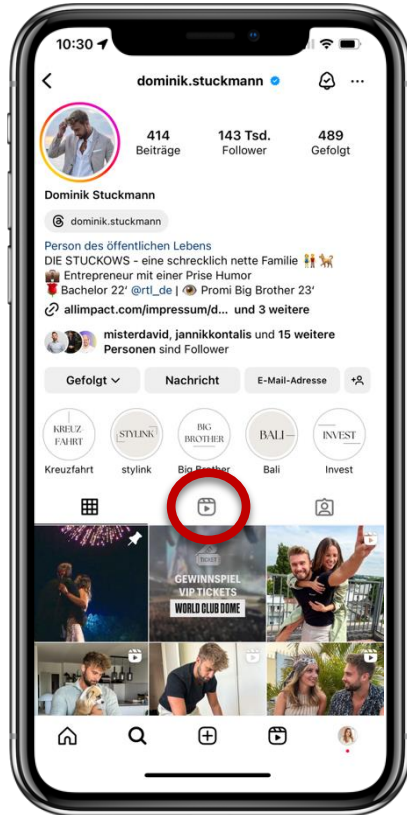 10:30
dominik.stuckmann
414 143 Tsd. 489
Beiträge Follower Gefolgt
Dominik Stuckmann
dominik.stuckmann
Person des öffentlichen Lebens
DIE STUCKOWS - eine schrecklich nette Familie 👫🐕
💼 Entrepreneur mit einer Prise Humor
🌹 Bachelor 22' @rtl_de | 👁 Promi Big Brother 23'
allimpact.com/impressum/d... und 3 weitere
misterdavid, jannikkontalis und 15 weitere
Personen sind Follower
Gefolgt Nachricht E-Mail-Adresse
KREUZ-
FAHRT
STYLINK
BIG
BROTHER
BALI
INVEST
Kreuzfahrt stylink Big Brother Bali Invest
GEWINNSPIEL
VIP TICKETS
WORLD CLUB DOME